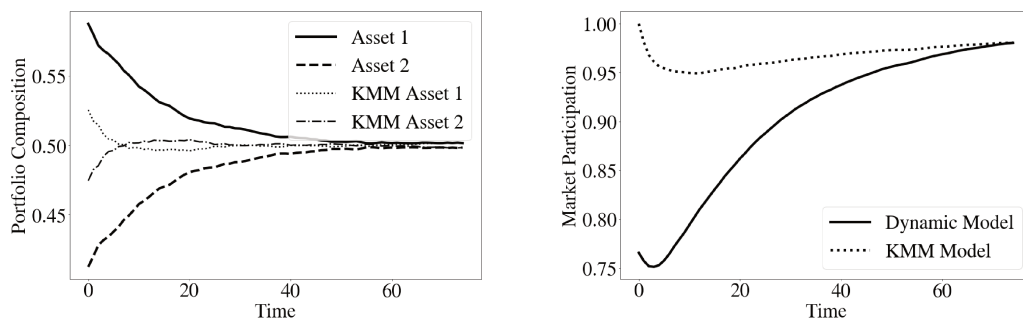 Portfolio Composition
0.55
0.50
0.45
0
20
40
60
Time
Asset 1
Asset 2
KMM Asset 1
KMM Asset 2
Market Participation
1.00
0.95
0.90
0.85
0.80
0.75
0
20
40
60
Time
Dynamic Model
KMM Model